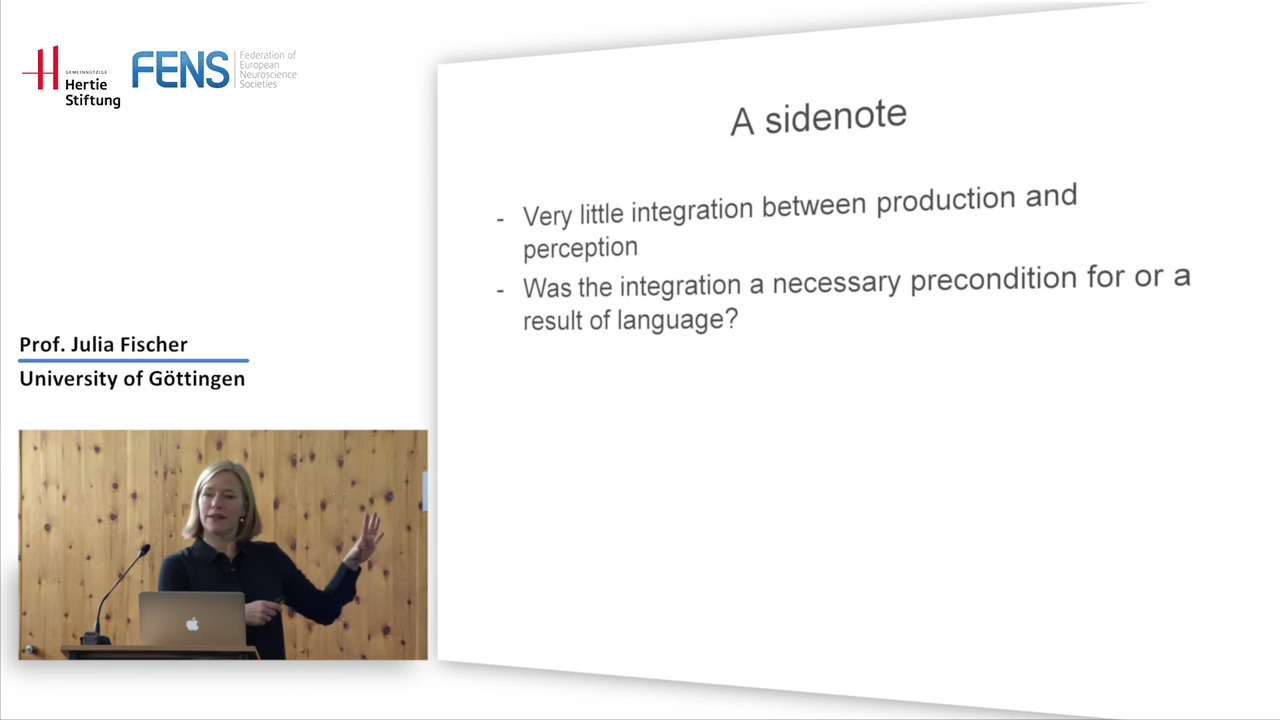 GEMEINNÜTZIGE
Hertie
Stiftung
FENS
Federation of
European
Neuroscience
Societies
A sidenote
- Very little integration between production and
perception
- Was the integration a necessary precondition for or a
result of language?
Prof. Julia Fischer
University of Göttingen